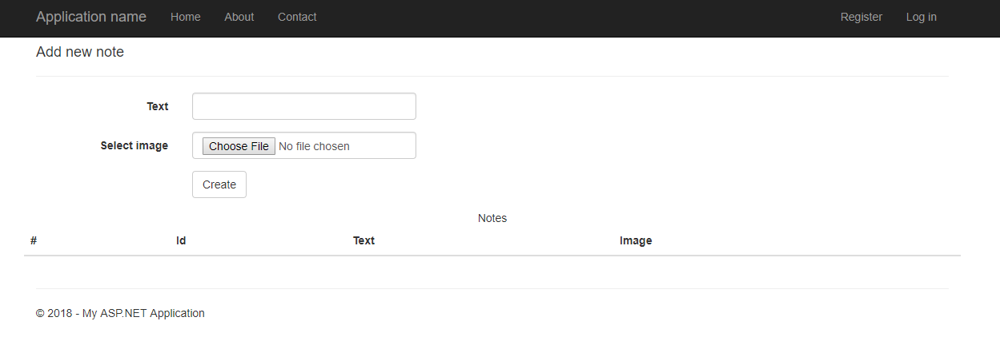 Application name Home About Contact Register Log in
Add new note
Text
Select image Choose File No file chosen
Create
Notes
# Id Text Image
© 2018 - My ASP.NET Application